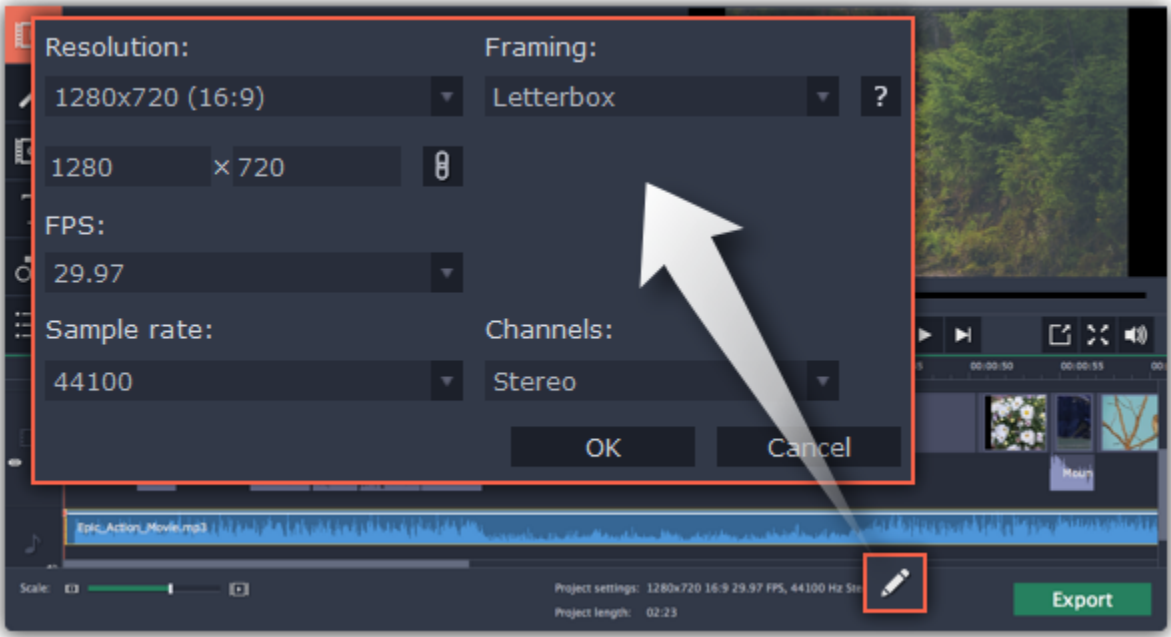 Resolution:
Framing:
1280x720 (16:9)
Letterbox
?
1280 × 720
FPS:
29.97
Sample rate:
Channels:
44100
Stereo
OK
Cancel
00:00:50
00:00:55
Moun
Epic_Action_Movie.mp3
Scale:
Project settings: 1280x720 16:9 29.97 FPS, 44100 Hz Ste
Project length: 02:23
Export